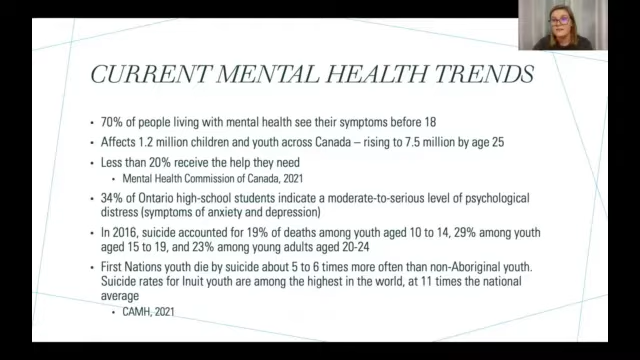 CURRENT MENTAL HEALTH TRENDS
• 70% of people living with mental health see their symptoms before 18
• Affects 1.2 million children and youth across Canada – rising to 7.5 million by age 25
• Less than 20% receive the help they need
• Mental Health Commission of Canada, 2021
• 34% of Ontario high-school students indicate a moderate-to-serious level of psychological
distress (symptoms of anxiety and depression)
• In 2016, suicide accounted for 19% of deaths among youth aged 10 to 14, 29% among youth
aged 15 to 19, and 23% among young adults aged 20-24
• First Nations youth die by suicide about 5 to 6 times more often than non-Aboriginal youth.
Suicide rates for Inuit youth are among the highest in the world, at 11 times the national
average
• CAMH, 2021